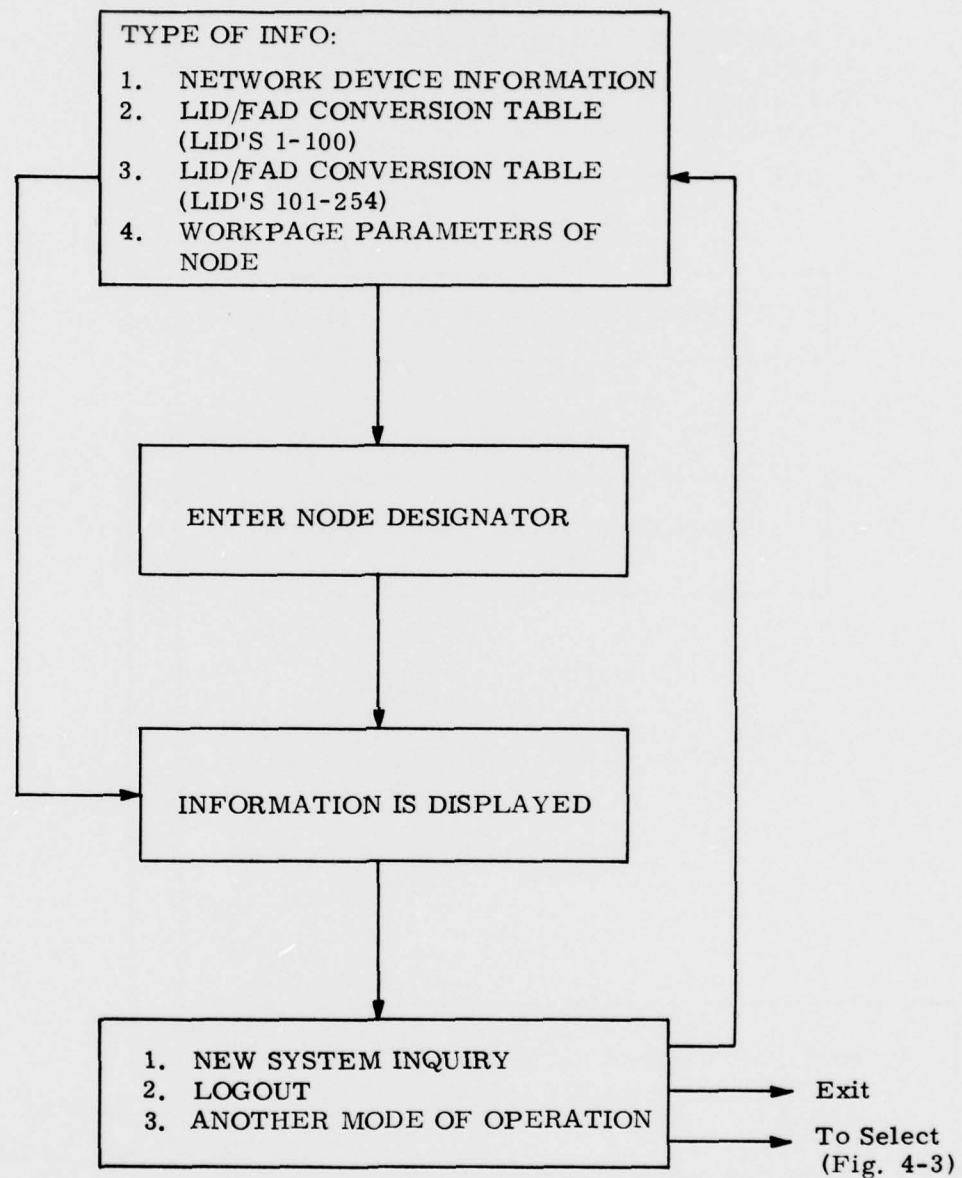 TYPE OF INFO:
1. NETWORK DEVICE INFORMATION
2. LID/FAD CONVERSION TABLE
(LID'S 1-100)
3. LID/FAD CONVERSION TABLE
(LID'S 101-254)
4. WORKPAGE PARAMETERS OF
NODE
ENTER NODE DESIGNATOR
INFORMATION IS DISPLAYED
1. NEW SYSTEM INQUIRY
2. LOGOUT
3. ANOTHER MODE OF OPERATION
Exit
To Select
(Fig. 4-3)